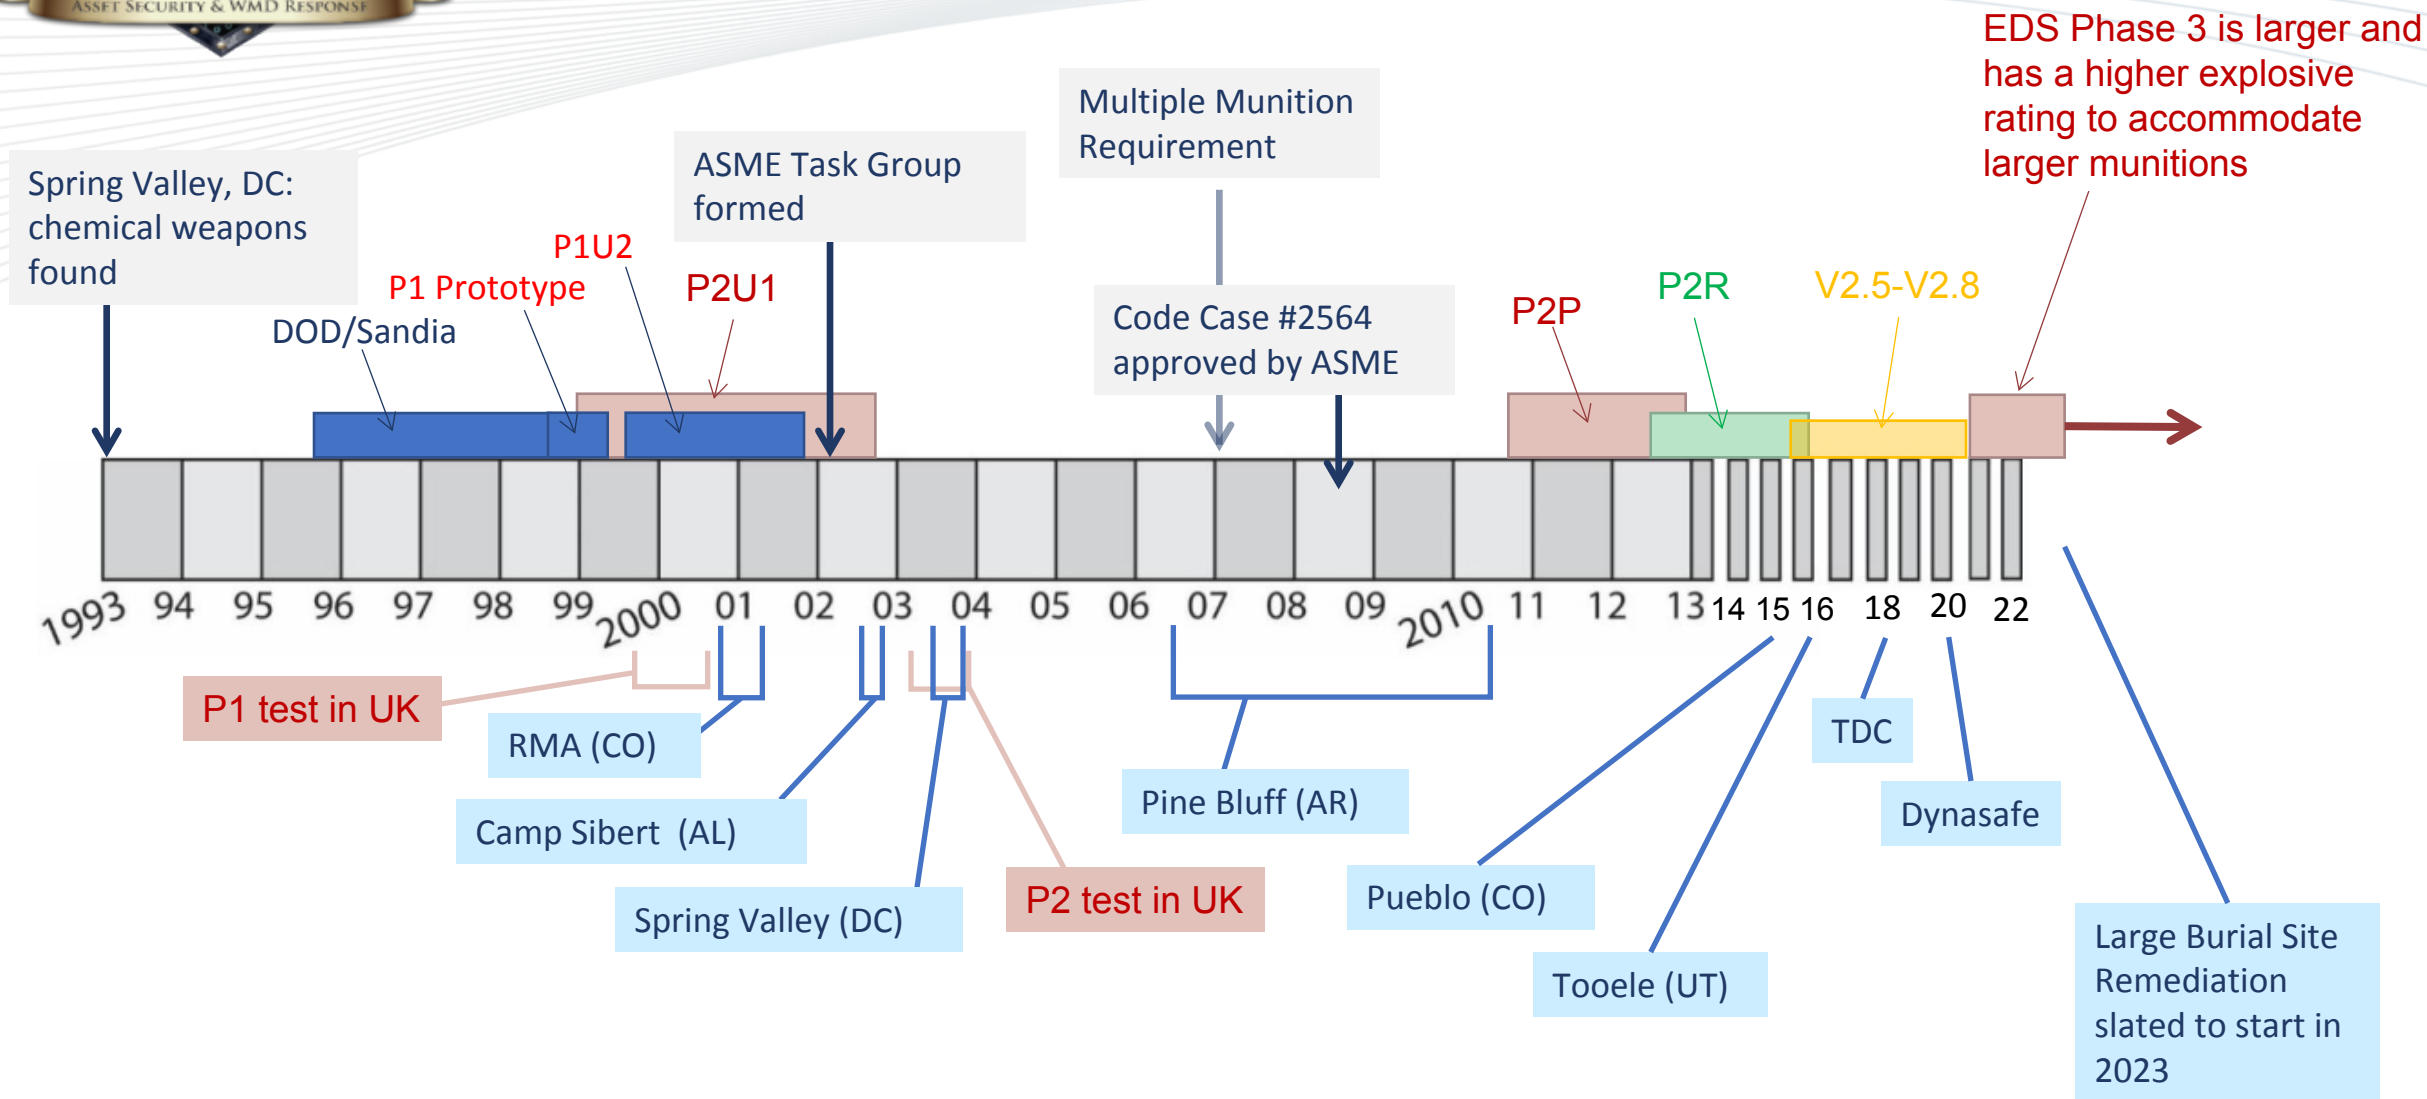 ASSET SECURITY & WMD RESPONSE
EDS Phase 3 is larger and
has a higher explosive
rating to accommodate
larger munitions
Multiple Munition
Requirement
ASME Task Group
formed
Spring Valley, DC:
chemical weapons
found
P1U2
P1 Prototype
P2U1
DOD/Sandia
Code Case #2564
approved by ASME
P2P
P2R
V2.5-V2.8
1993 94 95 96 97 98 99 2000 01 02 03 04 05 06 07 08 09 2010 11 12 13 14 15 16 18 20 22
P1 test in UK
RMA (CO)
Camp Sibert (AL)
Spring Valley (DC)
P2 test in UK
Pine Bluff (AR)
Pueblo (CO)
Tooele (UT)
TDC
Dynasafe
Large Burial Site
Remediation
slated to start in
2023